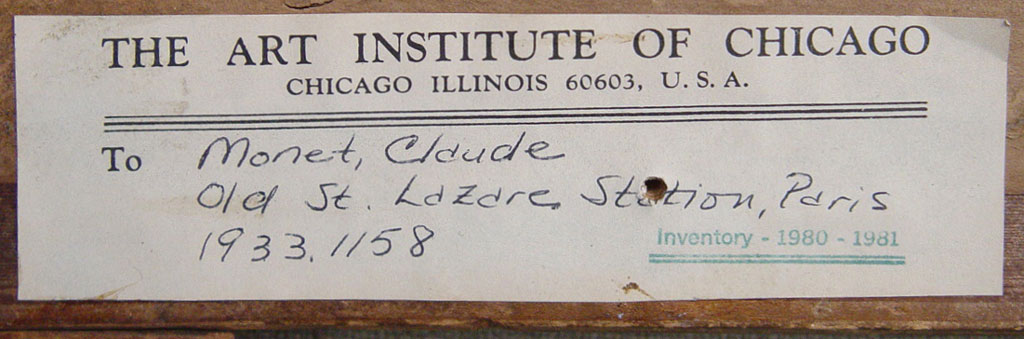 THE ART INSTITUTE OF CHICAGO
CHICAGO ILLINOIS 60603, U.S.A.
To Monet, Claude
Old St. Lazare Station, Paris
1933.1158
Inventory - 1980 - 1981